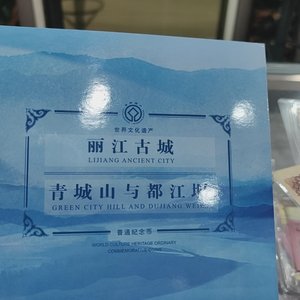 世界文化遗产
丽江古城
LIJIANG ANCIENT CITY
青城山与都江堰
GREEN CITY HILL AND DUJIANG WEIR
普通纪念币
WORLD CULTURE HERITAGE ORDINARY
COMMEMORATIVE COINS